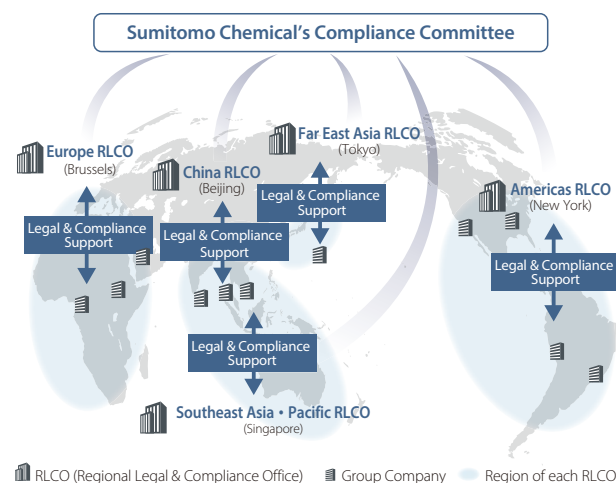 Sumitomo Chemical's Compliance Committee
Far East Asia RLCO
(Tokyo)
Europe RLCO
(Brussels)
China RLCO
(Beijing)
Americas RLCO
(New York)
Legal & Compliance
Support
Legal & Compliance
Support
Legal & Compliance
Support
Legal & Compliance
Support
Legal & Compliance
Support
Southeast Asia・Pacific RLCO
(Singapore)
RLCO (Regional Legal & Compliance Office)
Group Company
Region of each RLCO